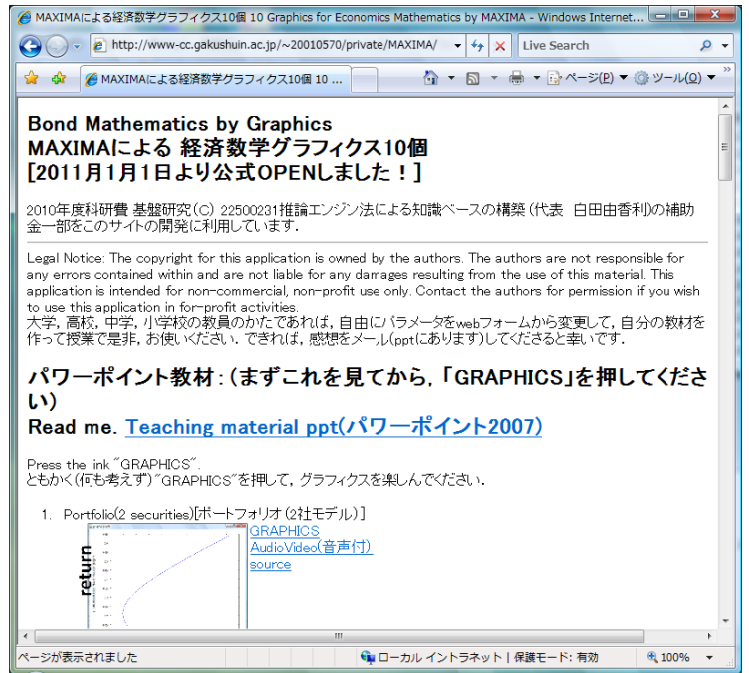 MAXIMAによる経済数学グラフィクス10個 10 Graphics for Economics Mathematics by MAXIMA - Windows Internet...
http://www-cc.gakushuin.ac.jp/~20010570/private/MAXIMA/
Live Search
MAXIMAによる経済数学グラフィクス10個 10 ...
ページ(P)
ツール(O)
Bond Mathematics by Graphics
MAXIMAによる 経済数学グラフィクス10個
[2011月1月1日より公式OPENしました！]
2010年度科研費 基盤研究(C) 22500231推論エンジン法による知識ベースの構築 (代表 白田由香利)の補助
金一部をこのサイトの開発に利用しています.
Legal Notice: The copyright for this application is owned by the authors. The authors are not responsible for
any errors contained within and are not liable for any darnages resulting from the use of this material. This
application is intended for non-commercial, non-profit use only. Contact the authors for permission if you wish
to use this application in for-profit activities.
大学, 高校, 中学, 小学校の教員のかたであれば, 自由にパラメータをwebフォームから変更して, 自分の教材を
作って授業で是非, お使いください. できれば, 感想をメール(pptにあります)してくださると幸いです.
パワーポイント教材: (まずこれを見てから, 「GRAPHICS」を押してくださ
い)
Read me. Teaching material ppt(パワーポイント2007)
Press the ink "GRAPHICS".
ともかく(何も考えず)"GRAPHICS"を押して, グラフィクスを楽しんでください.
1. Portfolio(2 securities)[ポートフォリオ (2社モデル)]
GRAPHICS
AudioVideo(音声付)
source
return
ページが表示されました
ローカル イントラネット | 保護モード: 有効
100%